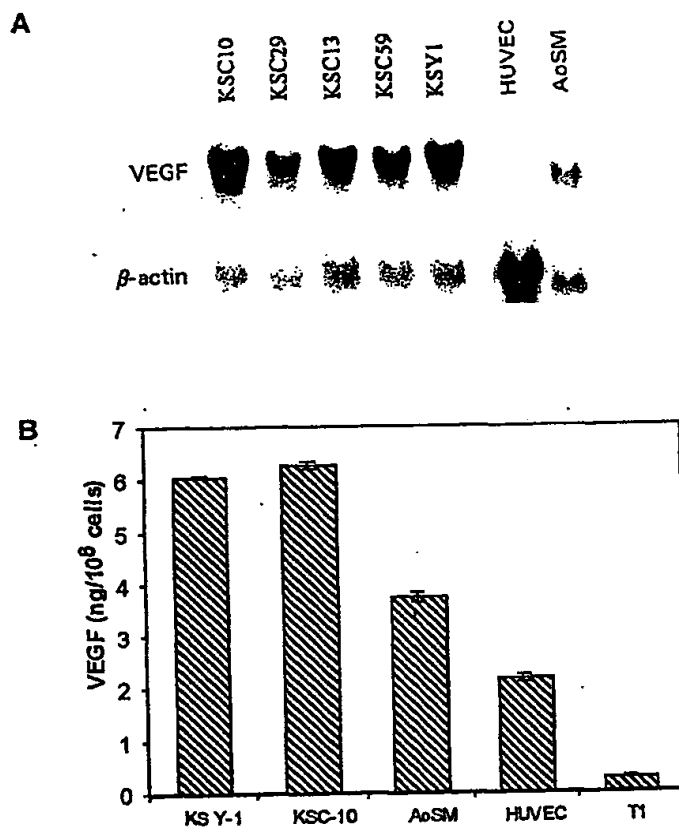 A
KSC10 KSC29 KSC13 KSC59 KSY1 HUVEC AoSM
VEGF
β-actin
B
VEGF (ng/10⁶ cells)
7
6
5
4
3
2
1
0
KS Y-1 KSC-10 AoSM HUVEC T1